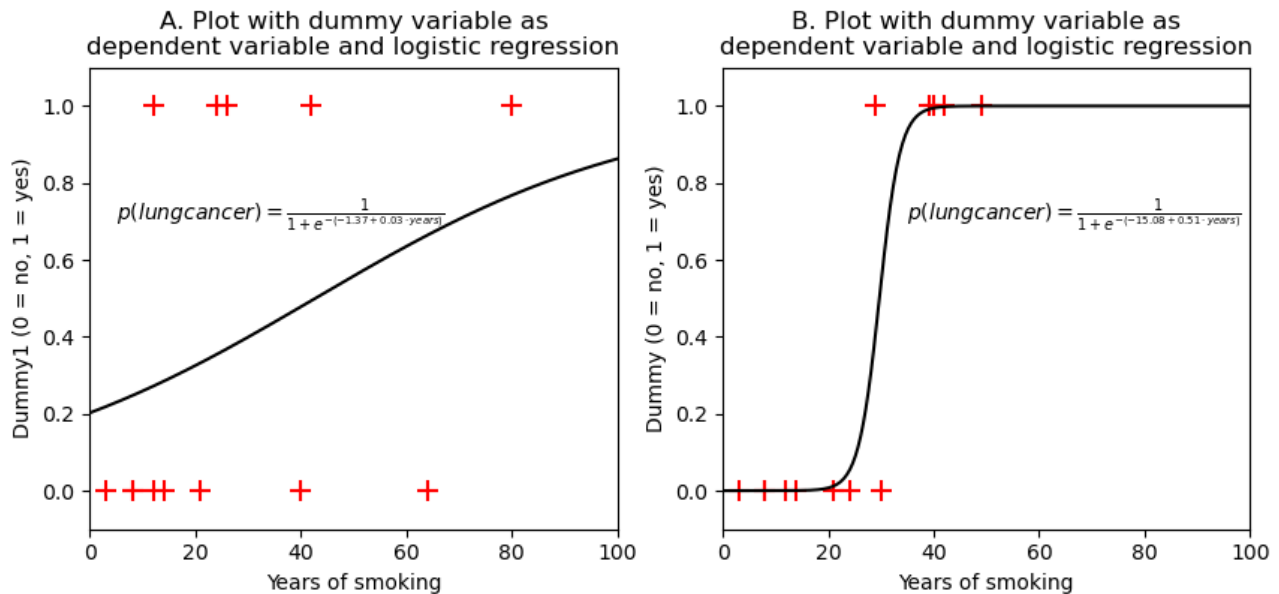 A. Plot with dummy variable as
dependent variable and logistic regression
Dummy1 (0 = no, 1 = yes)
1.0
0.8
0.6
0.4
0.2
0.0
p(lungcancer) = 1 / 1 + e^−(−1.37+0.03·years)
0 20 40 60 80 100
Years of smoking
B. Plot with dummy variable as
dependent variable and logistic regression
Dummy (0 = no, 1 = yes)
1.0
0.8
0.6
0.4
0.2
0.0
p(lungcancer) = 1 / 1 + e^−(−15.08+0.51·years)
0 20 40 60 80 100
Years of smoking